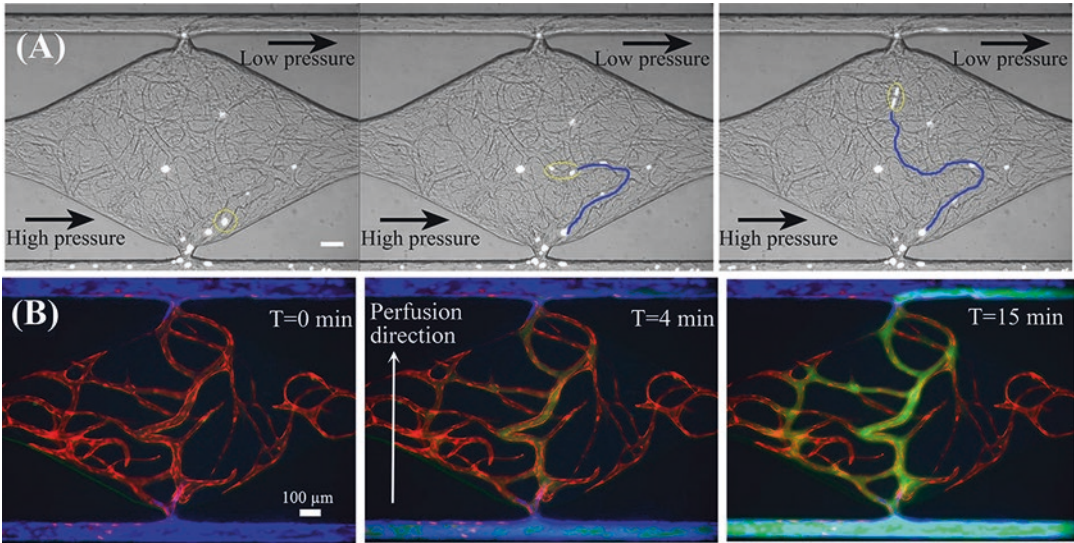 (A)
Low pressure
High pressure
Low pressure
High pressure
Low pressure
High pressure
(B)
T=0 min
100 µm
Perfusion
direction
T=4 min
T=15 min